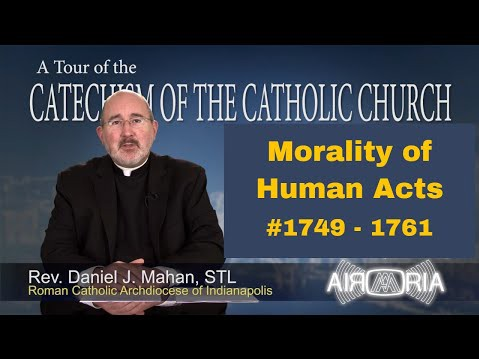 A Tour of the
CATECHISM OF THE CATHOLIC CHURCH
Morality of
Human Acts
#1749 - 1761
Rev. Daniel J. Mahan, STL
Roman Catholic Archdiocese of Indianapolis
AIRMARIA